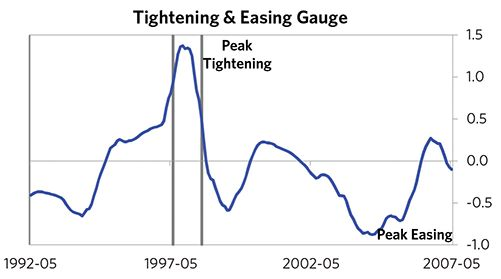 Tightening & Easing Gauge
1.5
Peak
Tightening
1.0
0.5
0.0
-0.5
Peak Easing
-1.0
1992-05
1997-05
2002-05
2007-05